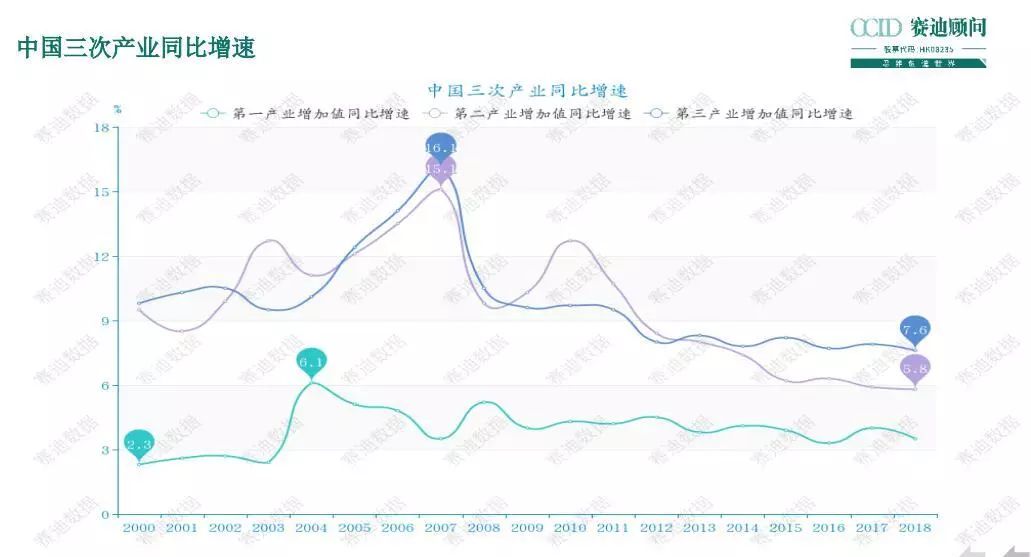 中国三次产业同比增速
CCID 赛迪顾问
股票代码:HK08235
思维创造世界
中国三次产业同比增速
%
第一产业增加值同比增速 第二产业增加值同比增速 第三产业增加值同比增速
18
15
12
9
6
3
0
16.1
15.1
7.6
5.8
6.1
2.3
2000 2001 2002 2003 2004 2005 2006 2007 2008 2009 2010 2011 2012 2013 2014 2015 2016 2017 2018
赛迪数据